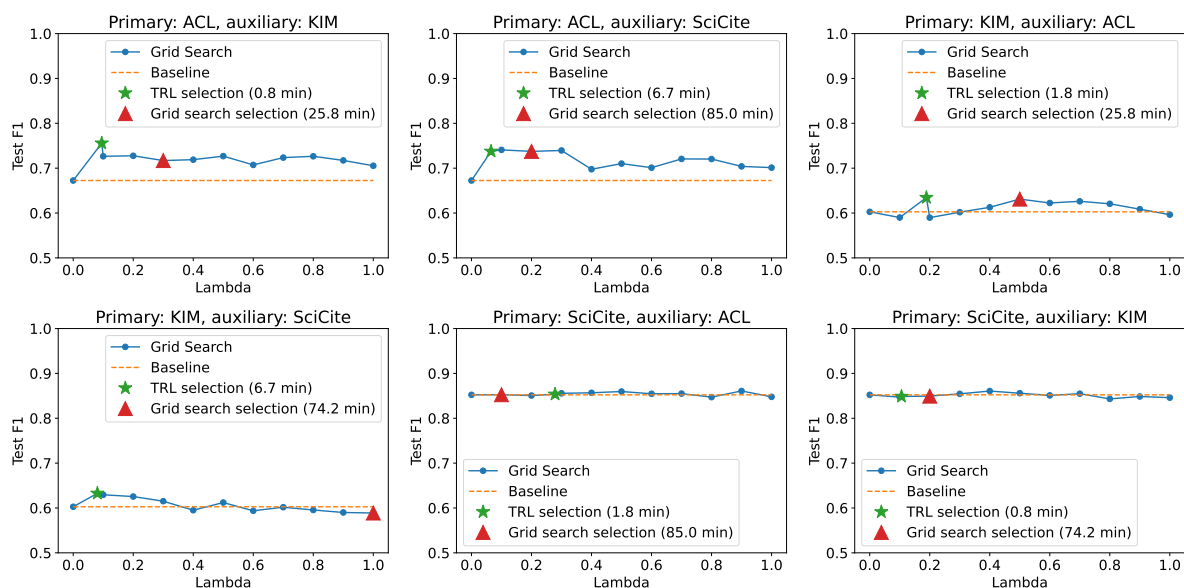 Primary: ACL, auxiliary: KIM
1.0
0.9
0.8
0.7
0.6
0.5
Test F1
Grid Search
Baseline
TRL selection (0.8 min)
Grid search selection (25.8 min)
0.0 0.2 0.4 0.6 0.8 1.0
Lambda
Primary: ACL, auxiliary: SciCite
1.0
0.9
0.8
0.7
0.6
0.5
Test F1
Grid Search
Baseline
TRL selection (6.7 min)
Grid search selection (85.0 min)
0.0 0.2 0.4 0.6 0.8 1.0
Lambda
Primary: KIM, auxiliary: ACL
1.0
0.9
0.8
0.7
0.6
0.5
Test F1
Grid Search
Baseline
TRL selection (1.8 min)
Grid search selection (25.8 min)
0.0 0.2 0.4 0.6 0.8 1.0
Lambda
Primary: KIM, auxiliary: SciCite
1.0
0.9
0.8
0.7
0.6
0.5
Test F1
Grid Search
Baseline
TRL selection (6.7 min)
Grid search selection (74.2 min)
0.0 0.2 0.4 0.6 0.8 1.0
Lambda
Primary: SciCite, auxiliary: ACL
1.0
0.9
0.8
0.7
0.6
0.5
Test F1
Grid Search
Baseline
TRL selection (1.8 min)
Grid search selection (85.0 min)
0.0 0.2 0.4 0.6 0.8 1.0
Lambda
Primary: SciCite, auxiliary: KIM
1.0
0.9
0.8
0.7
0.6
0.5
Test F1
Grid Search
Baseline
TRL selection (0.8 min)
Grid search selection (74.2 min)
0.0 0.2 0.4 0.6 0.8 1.0
Lambda